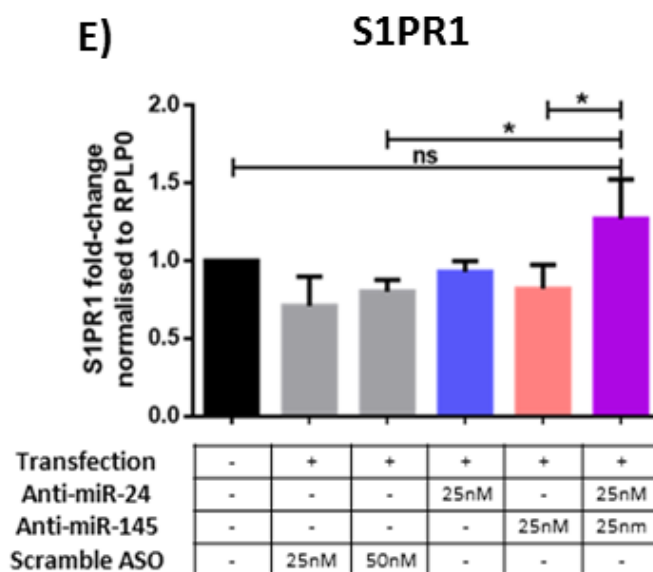 E)
S1PR1
S1PR1 fold-change
normalised to RPLP0
2.0
1.5
1.0
0.5
0.0
*
*
ns
Transfection - + + + + +
Anti-miR-24 - - - 25nM - 25nM
Anti-miR-145 - - - - 25nM 25nm
Scramble ASO - 25nM 50nM - - -